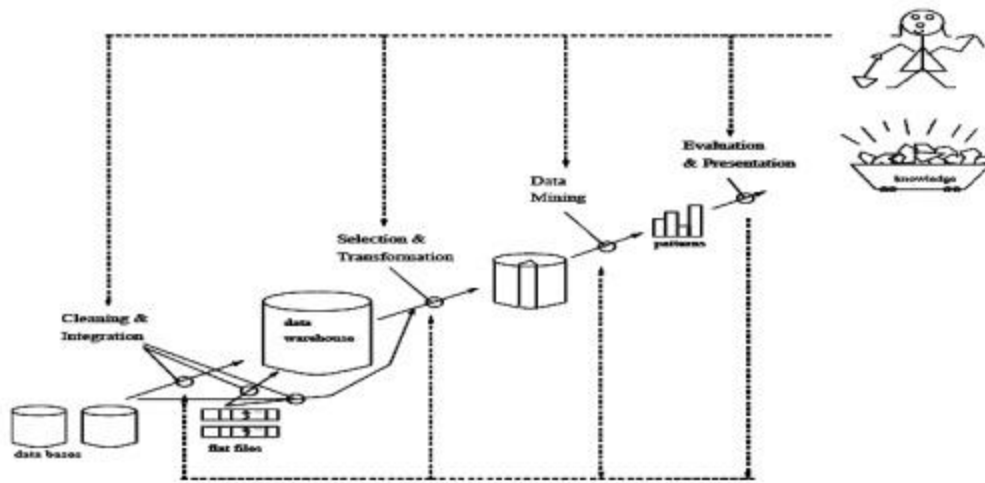 Evaluation
& Presentation
knowledge
Data
Mining
patterns
Selection &
Transformation
Cleaning &
Integration
data
warehouse
data bases
flat files